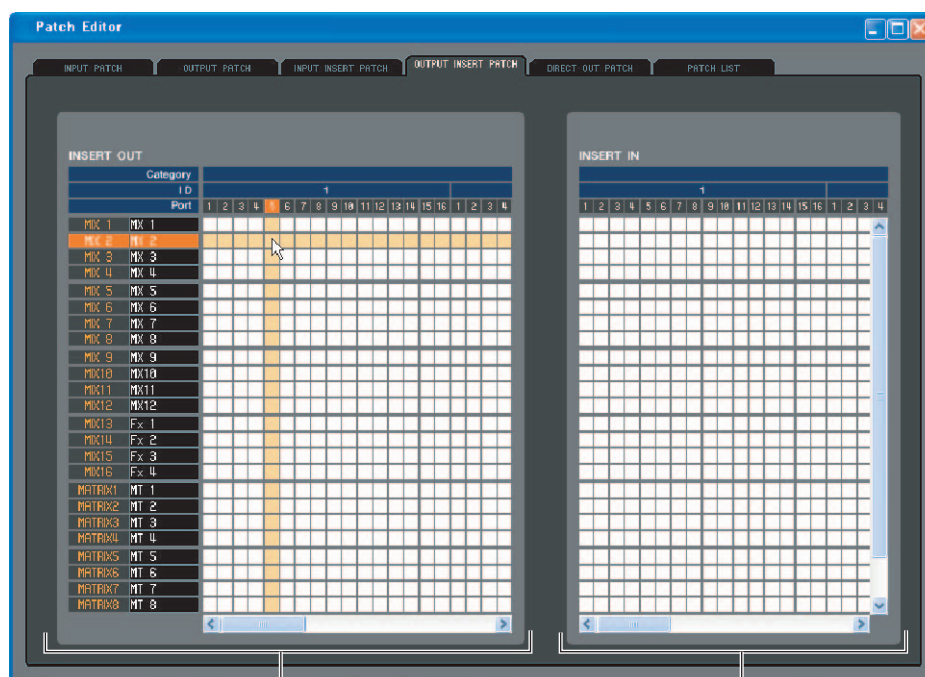 Patch Editor
INPUT PATCH OUTPUT PATCH INPUT INSERT PATCH OUTPUT INSERT PATCH DIRECT OUT PATCH PATCH LIST
INSERT OUT
Category
ID 1
Port 1 2 3 4 5 6 7 8 9 10 11 12 13 14 15 16 1 2 3 4
MIX 1 MX 1
MIX 2 MX 2
MIX 3 MX 3
MIX 4 MX 4
MIX 5 MX 5
MIX 6 MX 6
MIX 7 MX 7
MIX 8 MX 8
MIX 9 MX 9
MIX10 MX10
MIX11 MX11
MIX12 MX12
MIX13 Fx 1
MIX14 Fx 2
MIX15 Fx 3
MIX16 Fx 4
MATRIX1 MT 1
MATRIX2 MT 2
MATRIX3 MT 3
MATRIX4 MT 4
MATRIX5 MT 5
MATRIX6 MT 6
MATRIX7 MT 7
MATRIX8 MT 8
INSERT IN
1
1 2 3 4 5 6 7 8 9 10 11 12 13 14 15 16 1 2 3 4